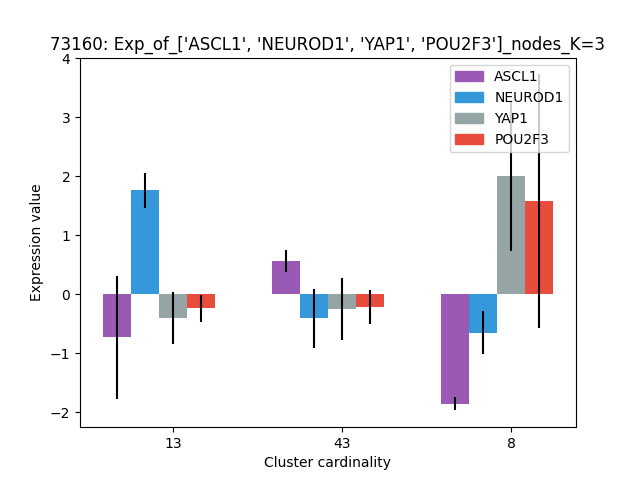 73160: Exp_of_['ASCL1', 'NEUROD1', 'YAP1', 'POU2F3']_nodes_K=3
ASCL1
NEUROD1
YAP1
POU2F3
Expression value
4
3
2
1
0
−1
−2
13 43 8
Cluster cardinality